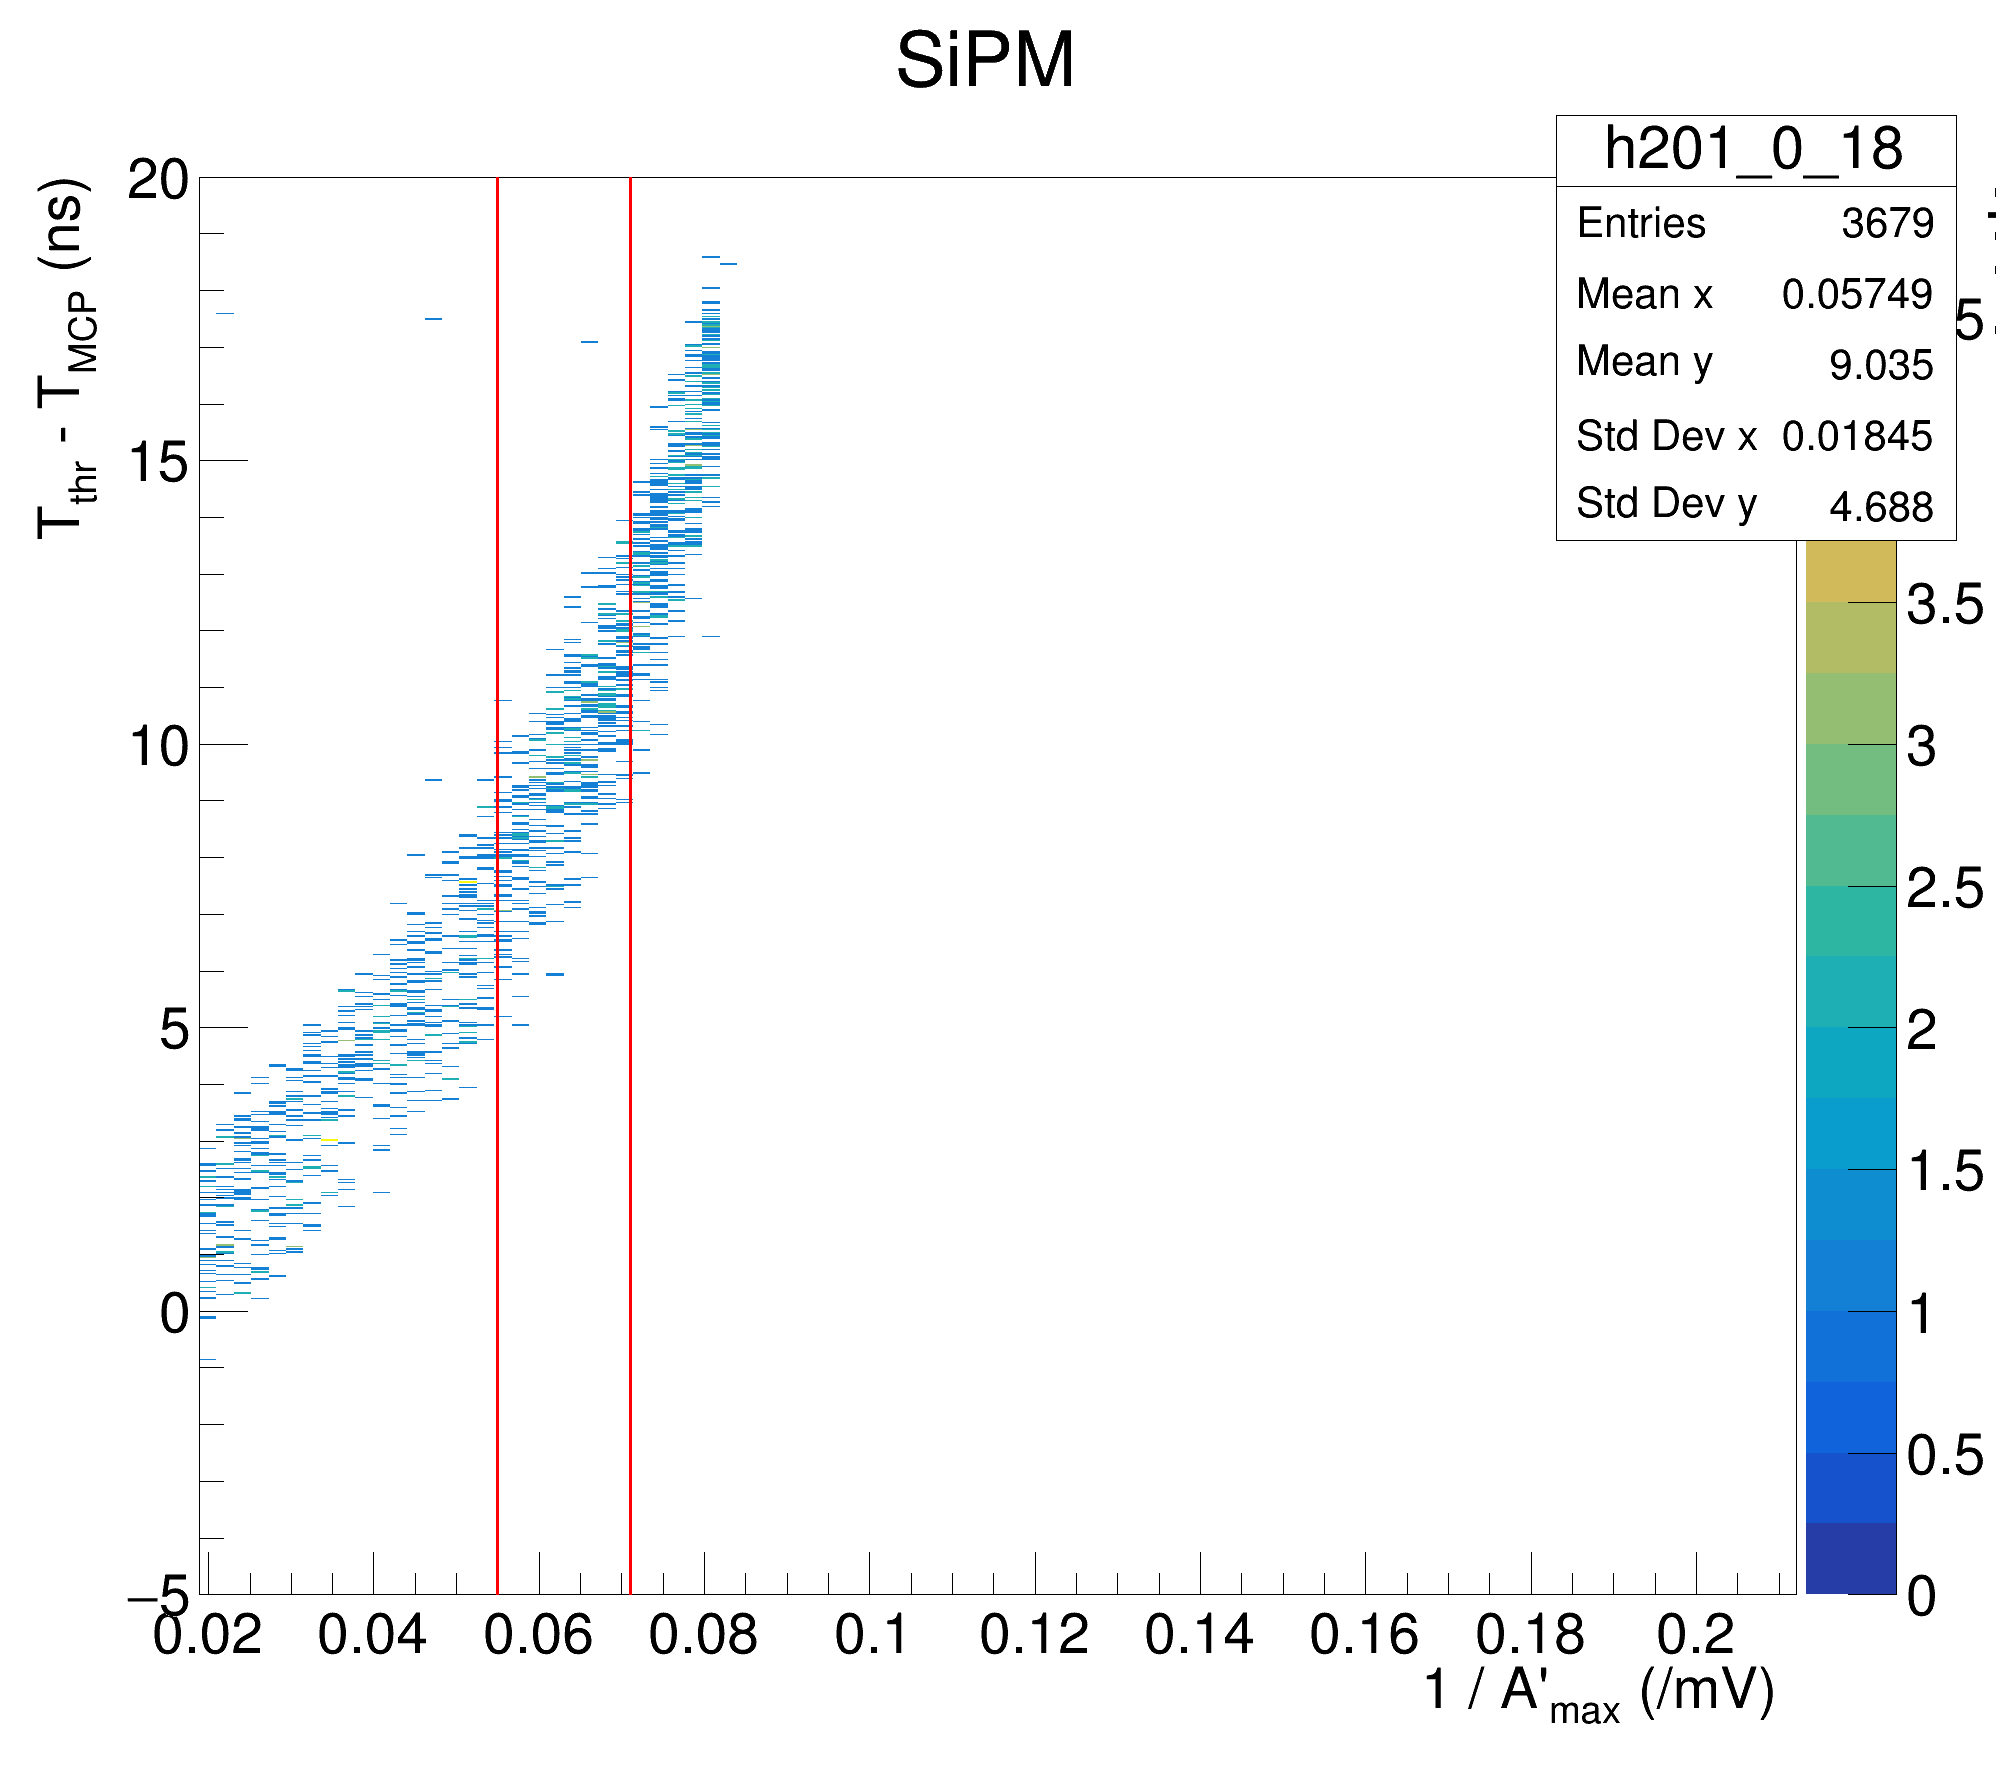 SiPM
h201_0_18
Entries 3679
Mean x 0.05749
Mean y 9.035
Std Dev x 0.01845
Std Dev y 4.688
T_thr - T_MCP (ns)
20
15
10
5
0
−5
0.02 0.04 0.06 0.08 0.1 0.12 0.14 0.16 0.18 0.2
1 / A'_max (/mV)
5
3.5
3
2.5
2
1.5
1
0.5
0